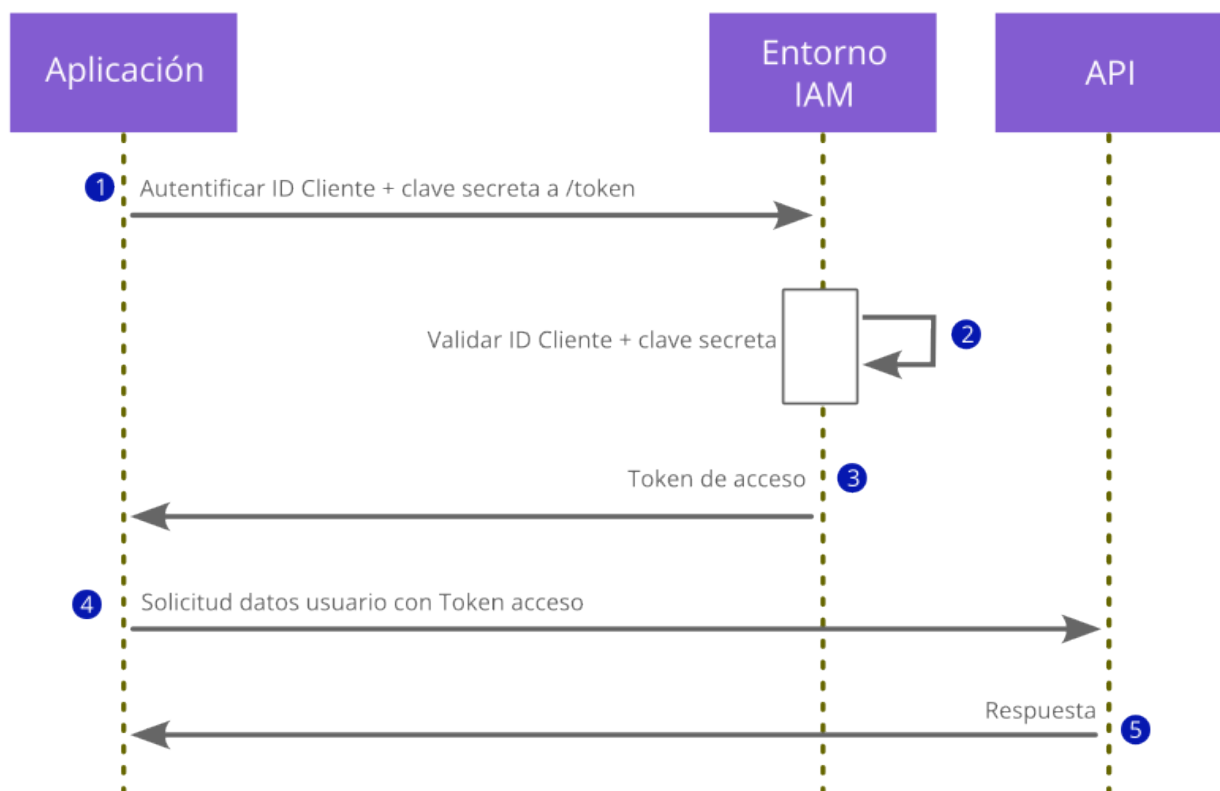 Aplicación
Entorno
IAM
API
1
Autentificar ID Cliente + clave secreta a /token
Validar ID Cliente + clave secreta
2
Token de acceso
3
4
Solicitud datos usuario con Token acceso
Respuesta
5